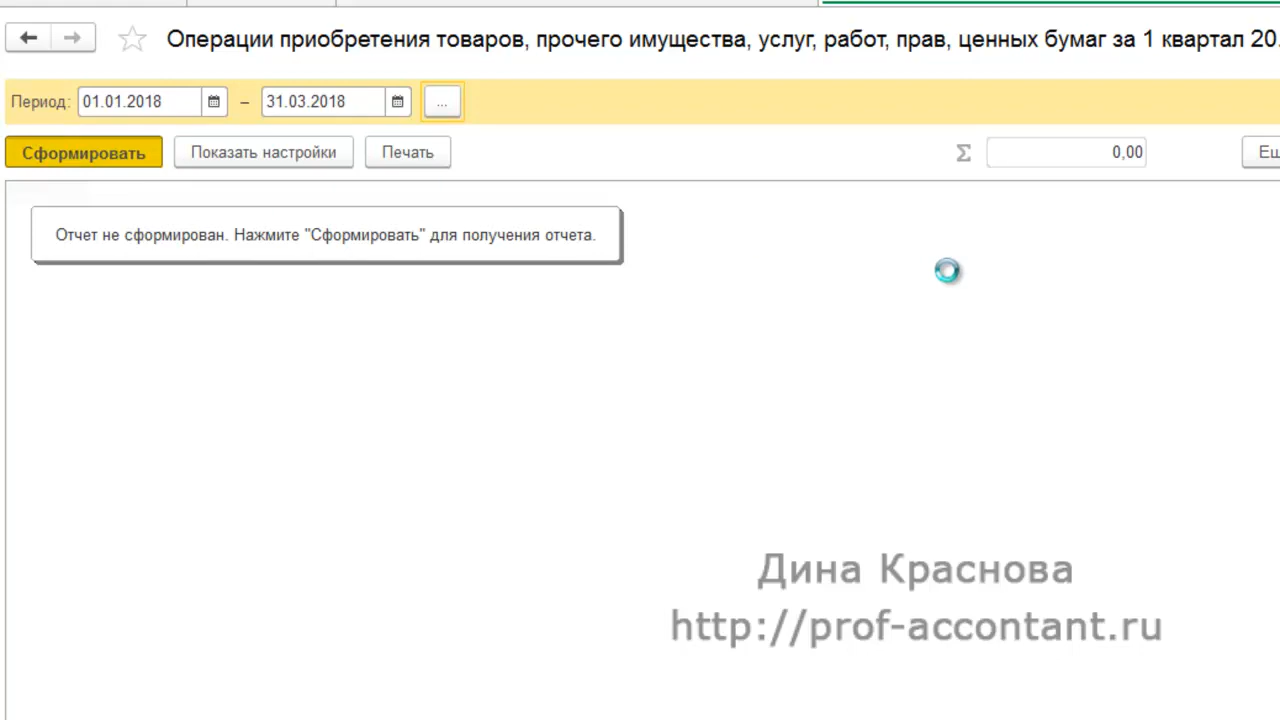 Операции приобретения товаров, прочего имущества, услуг, работ, прав, ценных бумаг за 1 квартал 20
Период: 01.01.2018 – 31.03.2018 ...
Сформировать Показать настройки Печать Σ 0,00 Ещ
Отчет не сформирован. Нажмите "Сформировать" для получения отчета.
Дина Краснова
http://prof-accontant.ru